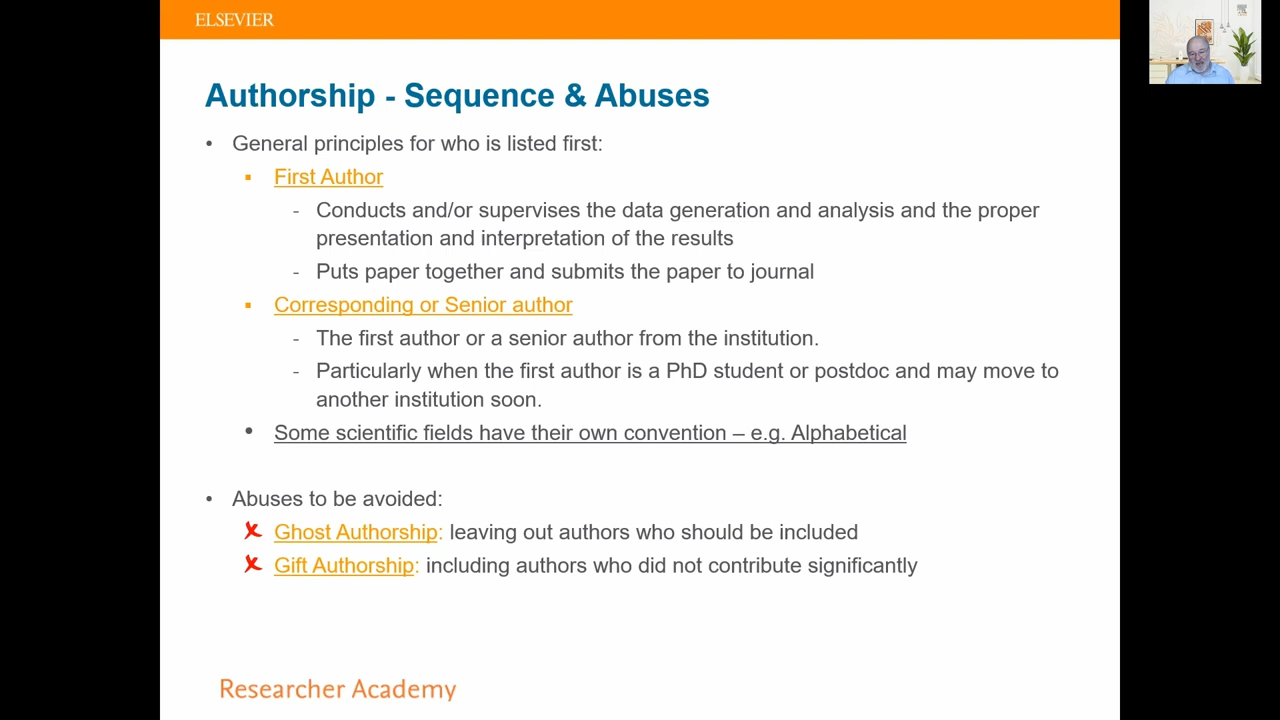 ELSEVIER
Authorship - Sequence & Abuses
• General principles for who is listed first:
▪ First Author
- Conducts and/or supervises the data generation and analysis and the proper
presentation and interpretation of the results
- Puts paper together and submits the paper to journal
▪ Corresponding or Senior author
- The first author or a senior author from the institution.
- Particularly when the first author is a PhD student or postdoc and may move to
another institution soon.
• Some scientific fields have their own convention – e.g. Alphabetical
• Abuses to be avoided:
✗ Ghost Authorship: leaving out authors who should be included
✗ Gift Authorship: including authors who did not contribute significantly
Researcher Academy